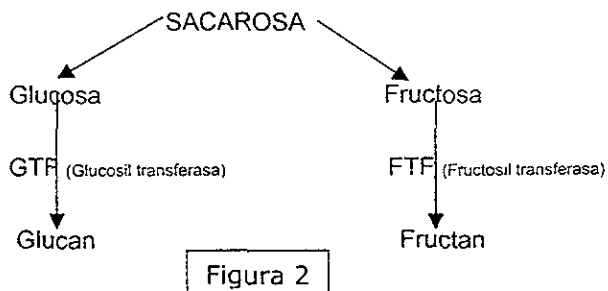 SACAROSA
Glucosa Fructosa
GTF (Glucosil transferasa) FTF (Fructosil transferasa)
Glucan Fructan
Figura 2